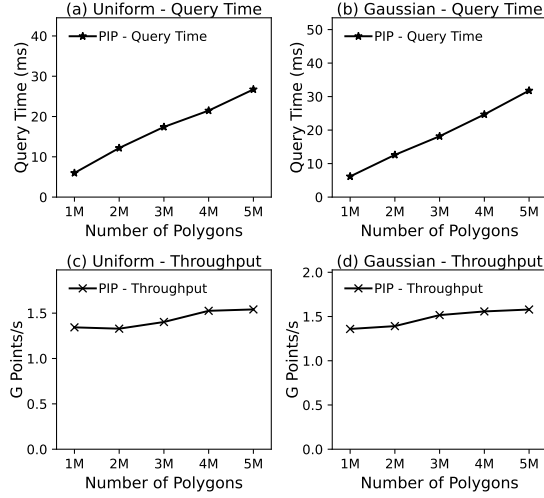 (a) Uniform - Query Time
PIP - Query Time
Query Time (ms)
40
30
20
10
0
1M 2M 3M 4M 5M
Number of Polygons
(b) Gaussian - Query Time
PIP - Query Time
Query Time (ms)
50
40
30
20
10
0
1M 2M 3M 4M 5M
Number of Polygons
(c) Uniform - Throughput
PIP - Throughput
G Points/s
1.5
1.0
0.5
0.0
1M 2M 3M 4M 5M
Number of Polygons
(d) Gaussian - Throughput
PIP - Throughput
G Points/s
2.0
1.5
1.0
0.5
0.0
1M 2M 3M 4M 5M
Number of Polygons